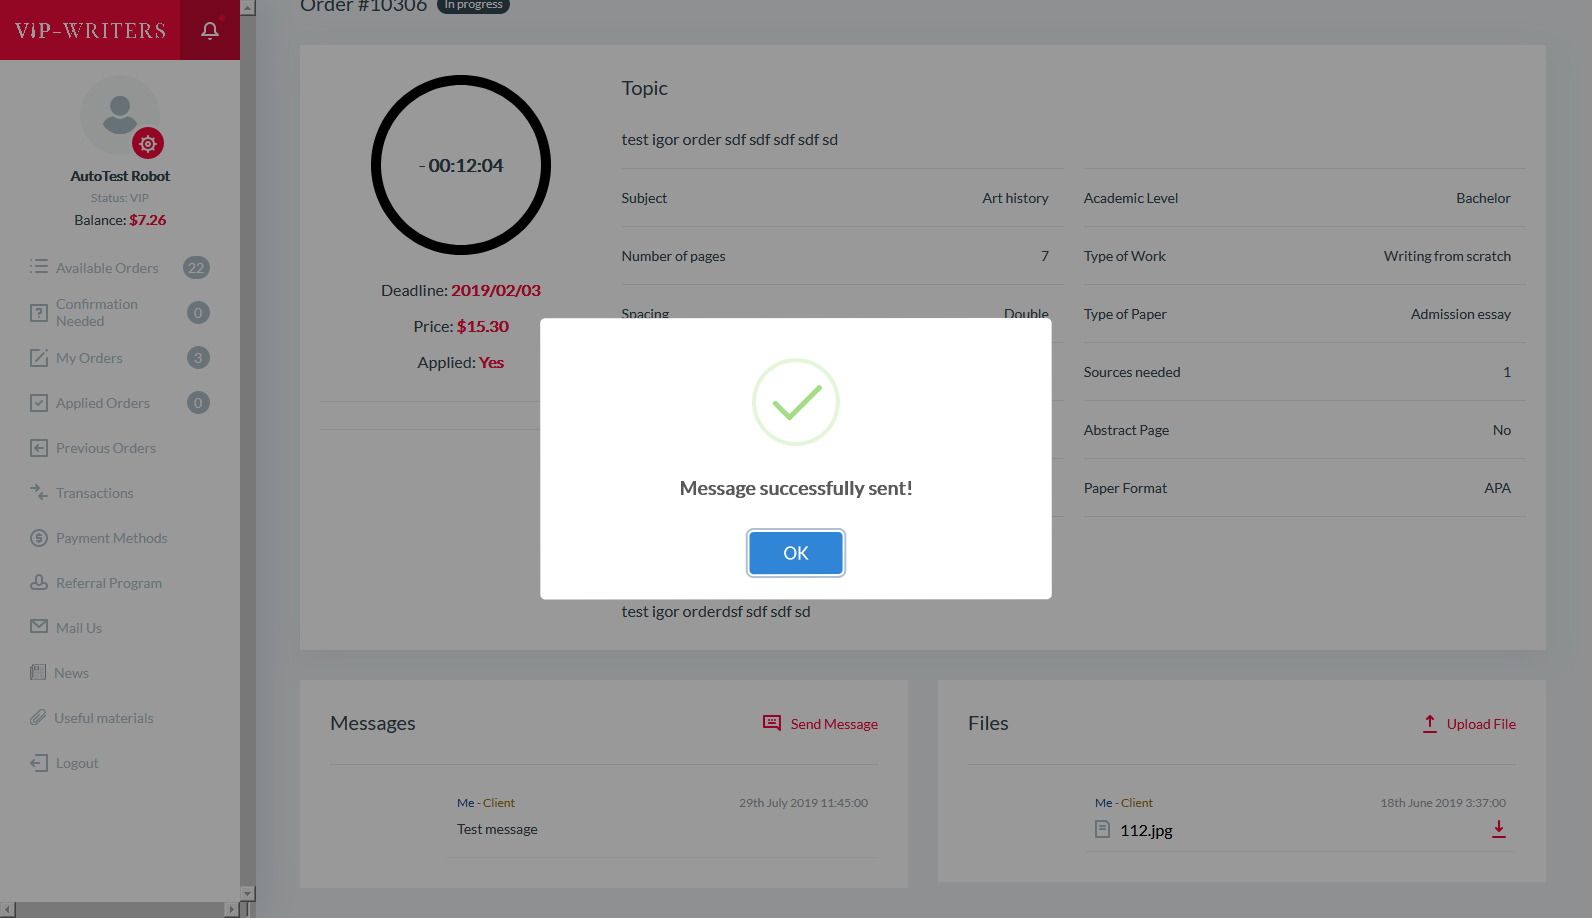 VIP-WRITERS
AutoTest Robot
Status: VIP
Balance: $7.26
Available Orders 22
Confirmation
Needed 0
My Orders 3
Applied Orders 0
Previous Orders
Transactions
Payment Methods
Referral Program
Mail Us
News
Useful materials
Logout
Order #10306 In progress
- 00:12:04
Deadline: 2019/02/03
Price: $15.30
Applied: Yes
Topic
test igor order sdf sdf sdf sdf sd
Subject Art history
Number of pages 7
Spacing Double
Academic Level Bachelor
Type of Work Writing from scratch
Type of Paper Admission essay
Sources needed 1
Abstract Page No
Paper Format APA
Message successfully sent!
OK
test igor orderdsf sdf sdf sd
Messages Send Message
Me - Client 29th July 2019 11:45:00
Test message
Files Upload File
Me - Client 18th June 2019 3:37:00
112.jpg